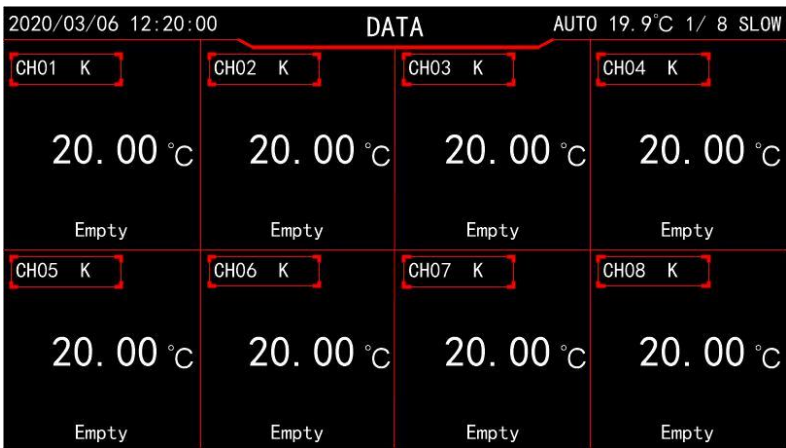 2020/03/06 12:20:00 DATA AUTO 19.9℃ 1/ 8 SLOW
CH01 K CH02 K CH03 K CH04 K
20.00 ℃ 20.00 ℃ 20.00 ℃ 20.00 ℃
Empty Empty Empty Empty
CH05 K CH06 K CH07 K CH08 K
20.00 ℃ 20.00 ℃ 20.00 ℃ 20.00 ℃
Empty Empty Empty Empty